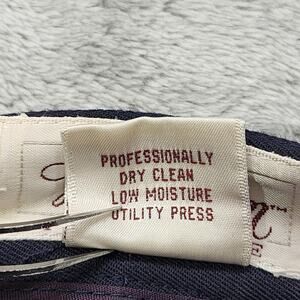 PROFESSIONALLY
DRY CLEAN
LOW MOISTURE
UTILITY PRESS